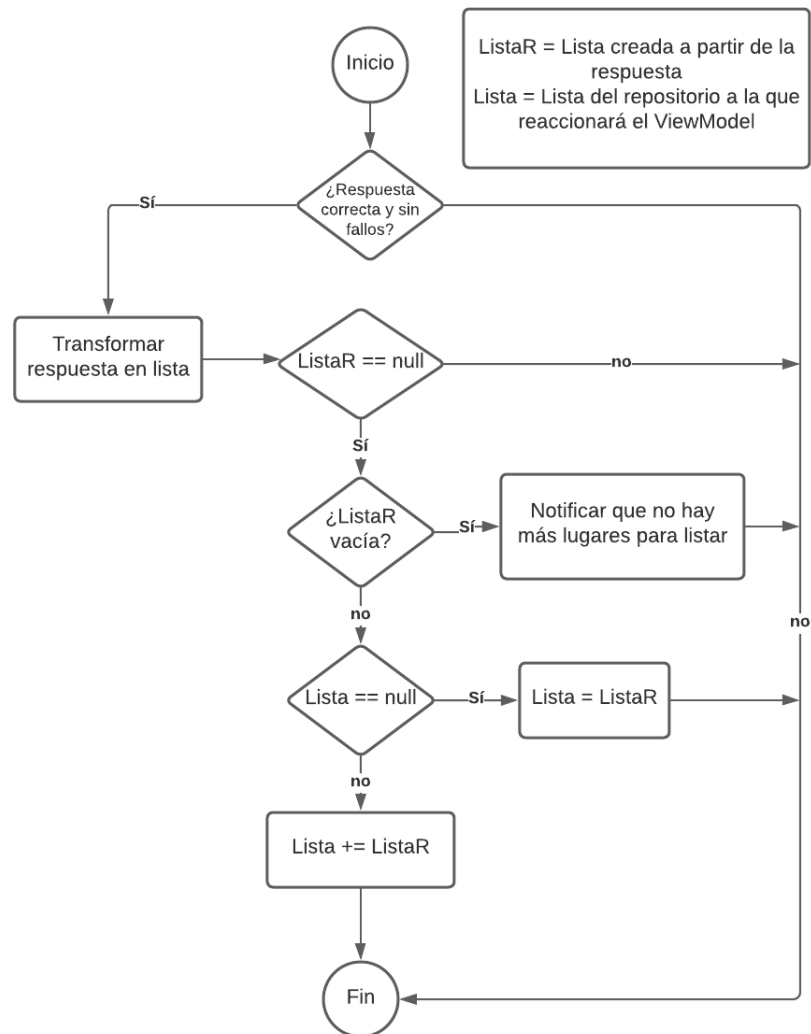 Inicio
ListaR = Lista creada a partir de la
respuesta
Lista = Lista del repositorio a la que
reaccionará el ViewModel
¿Respuesta
correcta y sin
fallos?
Sí
Transformar
respuesta en lista
ListaR == null
no
Sí
¿ListaR
vacía?
Sí
Notificar que no hay
más lugares para listar
no
no
Lista == null
Sí
Lista = ListaR
no
Lista += ListaR
Fin